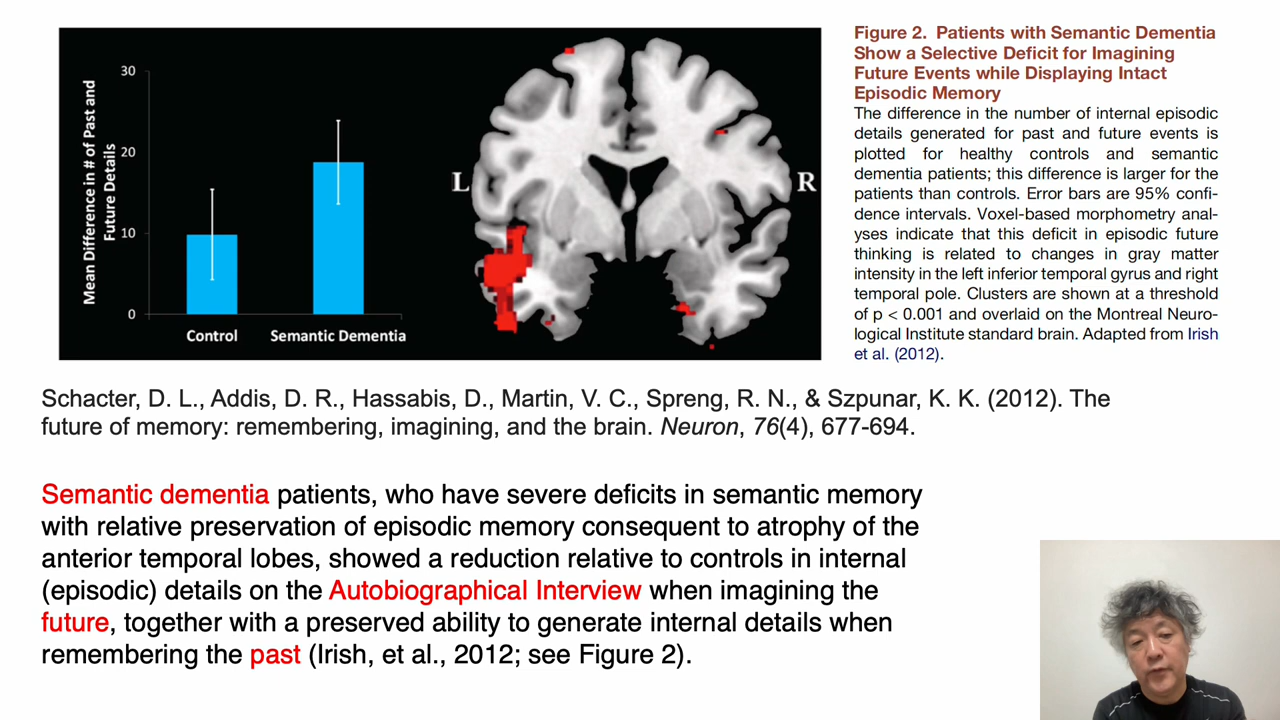 Mean Difference in # of Past and
Future Details
30
20
10
0
Control
Semantic Dementia
L
R
Figure 2. Patients with Semantic Dementia
Show a Selective Deficit for Imagining
Future Events while Displaying Intact
Episodic Memory
The difference in the number of internal episodic
details generated for past and future events is
plotted for healthy controls and semantic
dementia patients; this difference is larger for the
patients than controls. Error bars are 95% confi-
dence intervals. Voxel-based morphometry anal-
yses indicate that this deficit in episodic future
thinking is related to changes in gray matter
intensity in the left inferior temporal gyrus and right
temporal pole. Clusters are shown at a threshold
of p < 0.001 and overlaid on the Montreal Neuro-
logical Institute standard brain. Adapted from Irish
et al. (2012).
Schacter, D. L., Addis, D. R., Hassabis, D., Martin, V. C., Spreng, R. N., & Szpunar, K. K. (2012). The
future of memory: remembering, imagining, and the brain. Neuron, 76(4), 677-694.
Semantic dementia patients, who have severe deficits in semantic memory
with relative preservation of episodic memory consequent to atrophy of the
anterior temporal lobes, showed a reduction relative to controls in internal
(episodic) details on the Autobiographical Interview when imagining the
future, together with a preserved ability to generate internal details when
remembering the past (Irish, et al., 2012; see Figure 2).